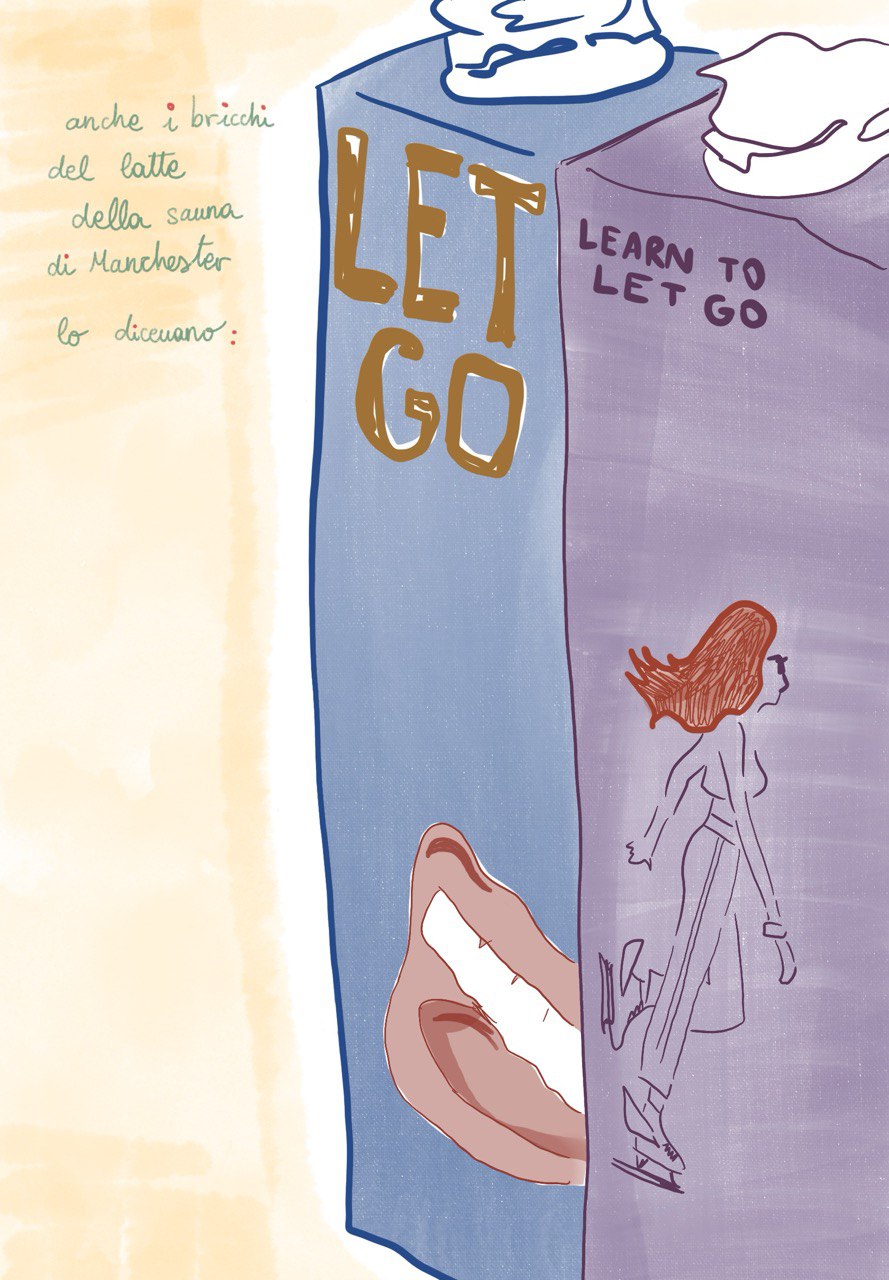 anche i bricchi
del latte
della sauna
di Manchester
lo dicevano:
LET
GO
LEARN TO
LET GO